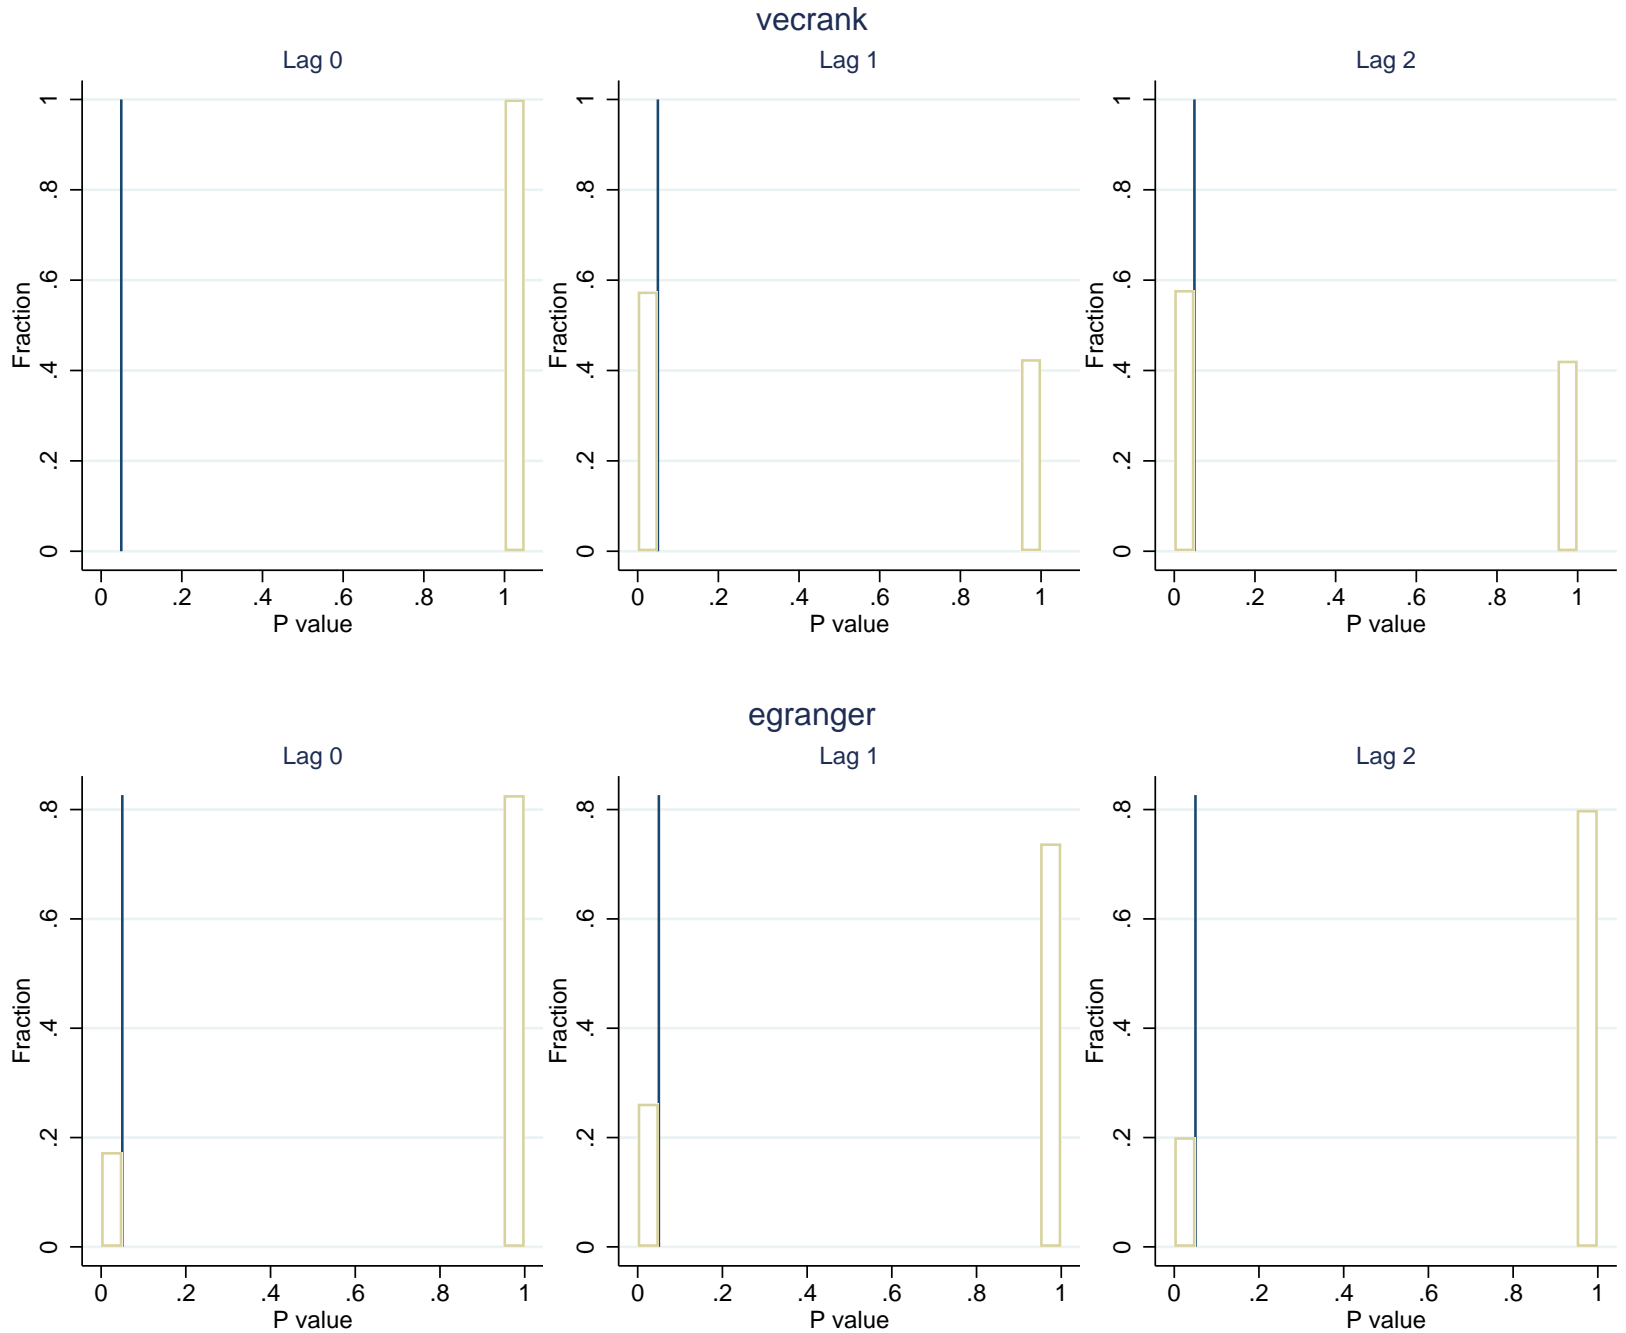 vecrank
Lag 0
Lag 1
Lag 2
Fraction
0 .2 .4 .6 .8 1
0 .2 .4 .6 .8 1
P value
Fraction
0 .2 .4 .6 .8 1
0 .2 .4 .6 .8 1
P value
Fraction
0 .2 .4 .6 .8 1
0 .2 .4 .6 .8 1
P value
egranger
Lag 0
Lag 1
Lag 2
Fraction
0 .2 .4 .6 .8
0 .2 .4 .6 .8 1
P value
Fraction
0 .2 .4 .6 .8
0 .2 .4 .6 .8 1
P value
Fraction
0 .2 .4 .6 .8
0 .2 .4 .6 .8 1
P value